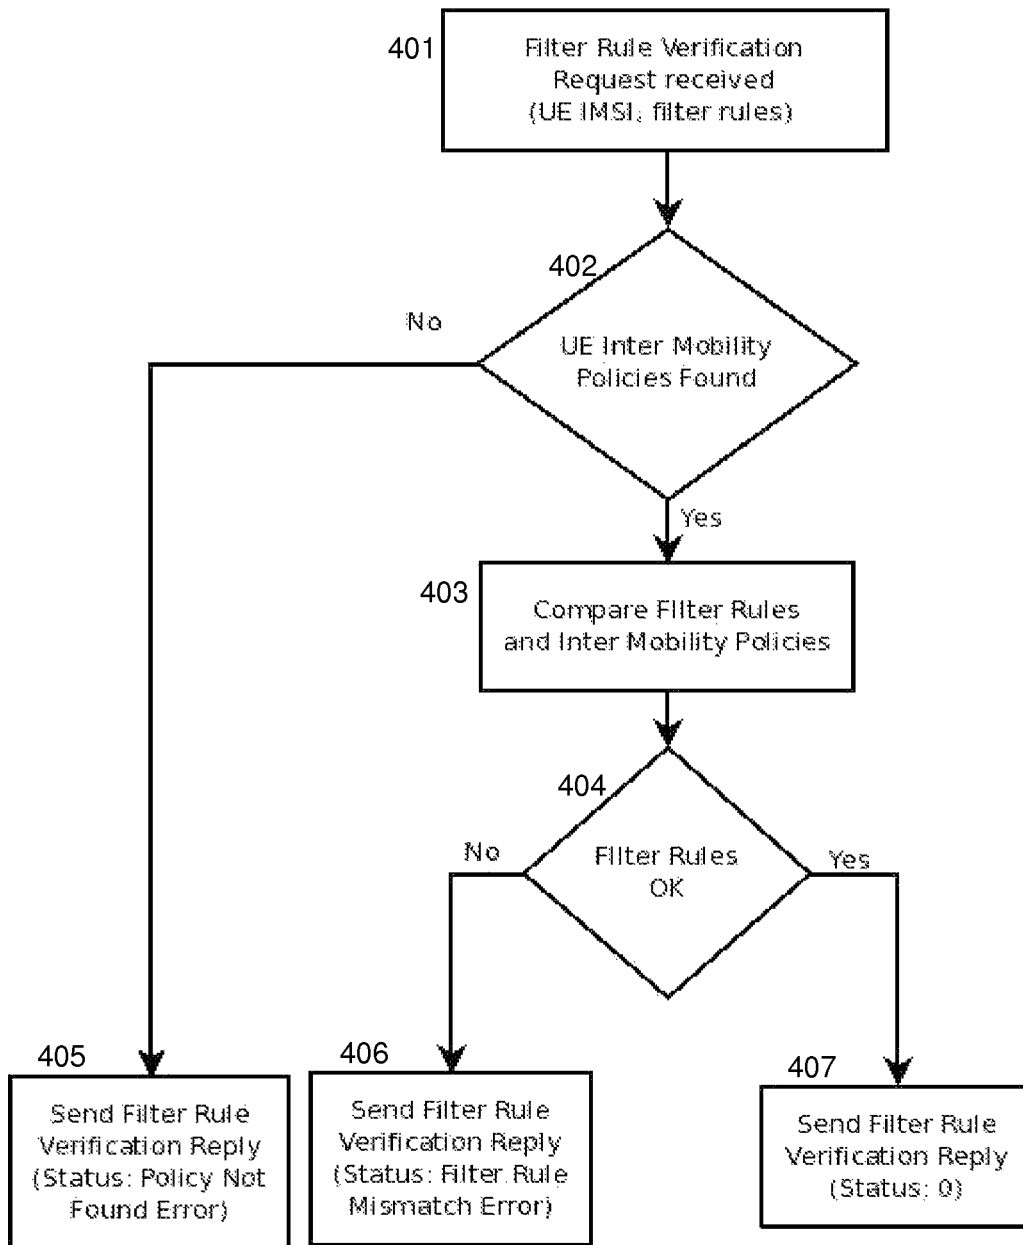 401
Filter Rule Verification
Request received
(UE IMSI, filter rules)
402
No
UE Inter Mobility
Policies Found
Yes
403
Compare Filter Rules
and Inter Mobility Policies
404
No
Filter Rules
OK
Yes
405
Send Filter Rule
Verification Reply
(Status: Policy Not
Found Error)
406
Send Filter Rule
Verification Reply
(Status: Filter Rule
Mismatch Error)
407
Send Filter Rule
Verification Reply
(Status: 0)